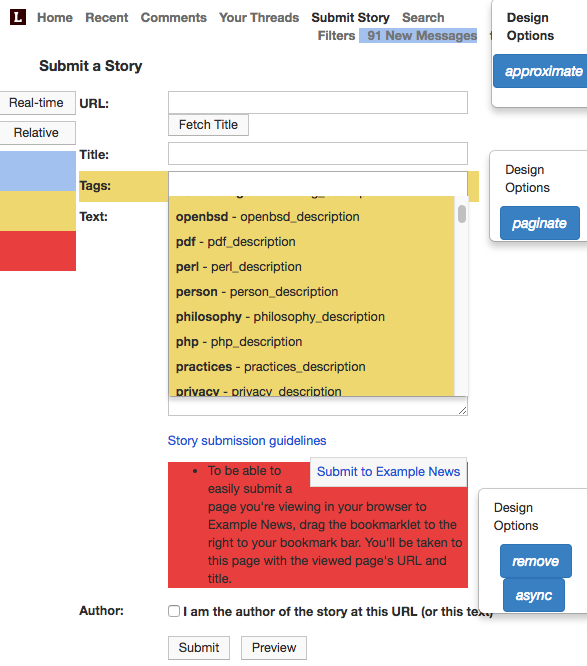 L Home Recent Comments Your Threads Submit Story Search
Filters 91 New Messages
Design Options
approximate
Submit a Story
Real-time
Relative
URL:
Fetch Title
Title:
Tags:
Text:
openbsd - openbsd_description
pdf - pdf_description
perl - perl_description
person - person_description
philosophy - philosophy_description
php - php_description
practices - practices_description
privacy - privacy_description
Design
Options
paginate
Story submission guidelines
Submit to Example News
• To be able to
easily submit a
page you're viewing in your browser to
Example News, drag the bookmarklet to the
right to your bookmark bar. You'll be taken to
this page with the viewed page's URL and
title.
Design
Options
remove
async
Author:
I am the author of the story at this URL (or this text)
Submit Preview